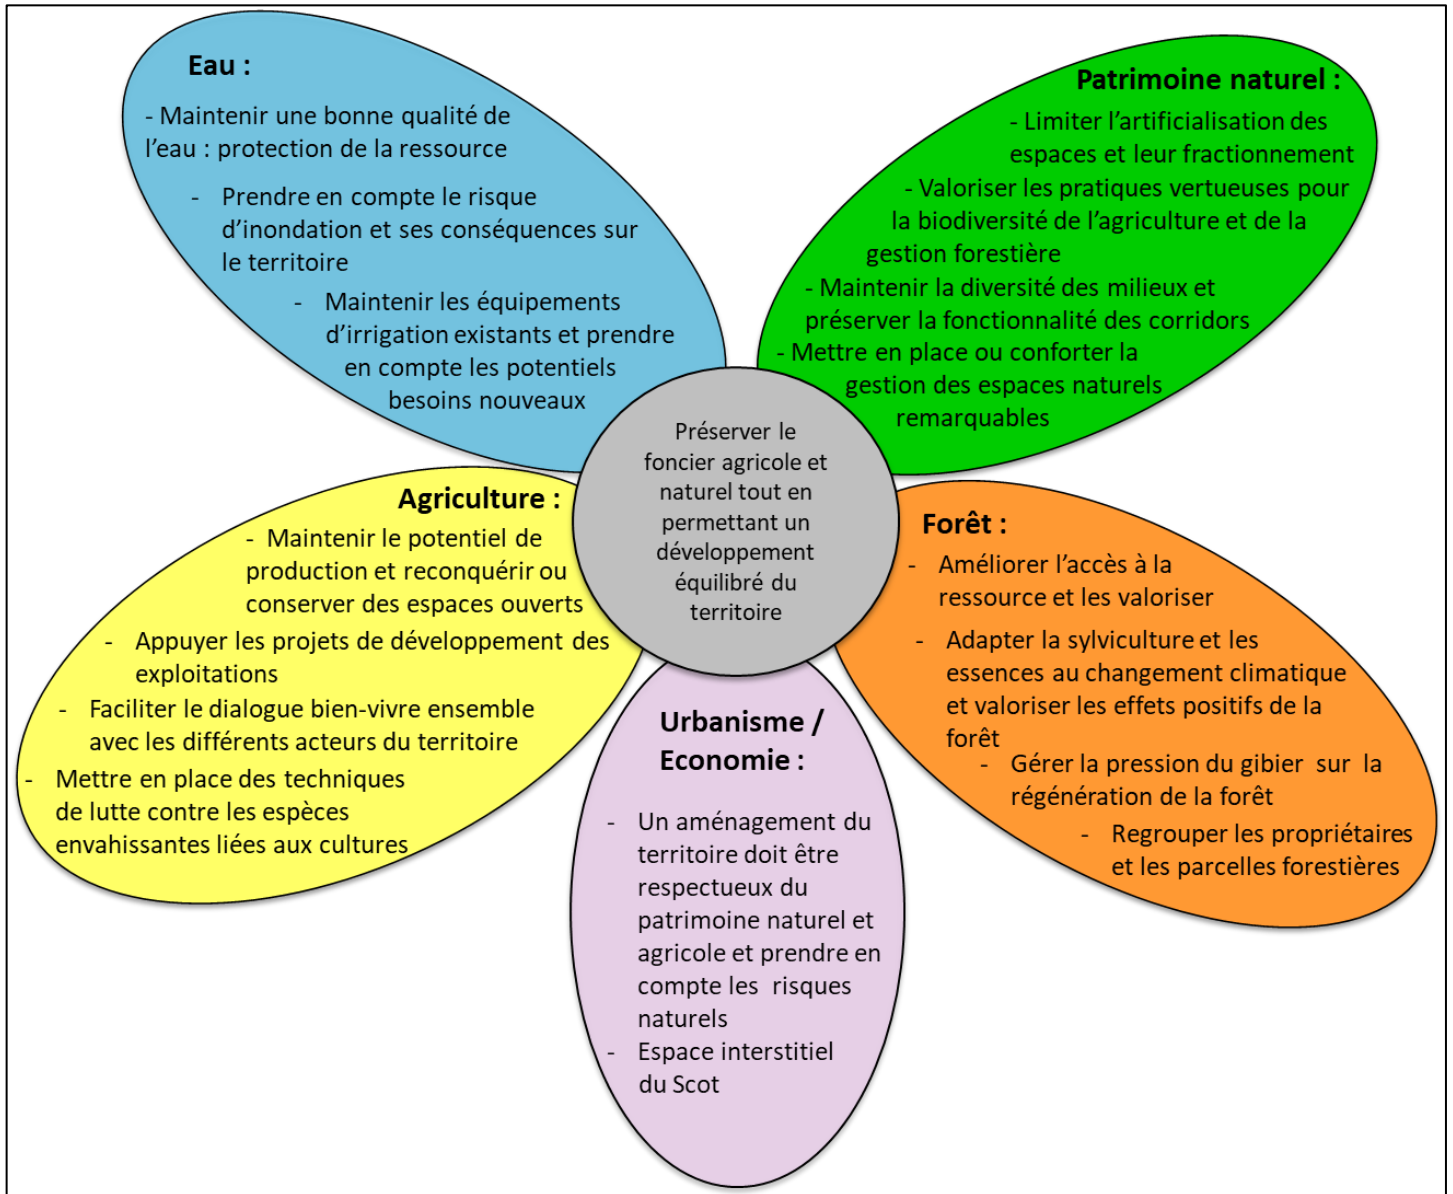 Eau :
- Maintenir une bonne qualité de
l’eau : protection de la ressource
- Prendre en compte le risque
d’inondation et ses conséquences sur
le territoire
- Maintenir les équipements
d’irrigation existants et prendre
en compte les potentiels
besoins nouveaux
Patrimoine naturel :
- Limiter l’artificialisation des
espaces et leur fractionnement
- Valoriser les pratiques vertueuses pour
la biodiversité de l’agriculture et de la
gestion forestière
- Maintenir la diversité des milieux et
préserver la fonctionnalité des corridors
- Mettre en place ou conforter la
gestion des espaces naturels
remarquables
Préserver le
foncier agricole et
naturel tout en
permettant un
développement
équilibré du
territoire
Agriculture :
- Maintenir le potentiel de
production et reconquérir ou
conserver des espaces ouverts
- Appuyer les projets de développement des
exploitations
- Faciliter le dialogue bien-vivre ensemble
avec les différents acteurs du territoire
- Mettre en place des techniques
de lutte contre les espèces
envahissantes liées aux cultures
Forêt :
- Améliorer l’accès à la
ressource et les valoriser
- Adapter la sylviculture et les
essences au changement climatique
et valoriser les effets positifs de la
forêt
- Gérer la pression du gibier sur la
régénération de la forêt
- Regrouper les propriétaires
et les parcelles forestières
Urbanisme /
Economie :
- Un aménagement du
territoire doit être
respectueux du
patrimoine naturel et
agricole et prendre en
compte les risques
naturels
- Espace interstitiel
du Scot